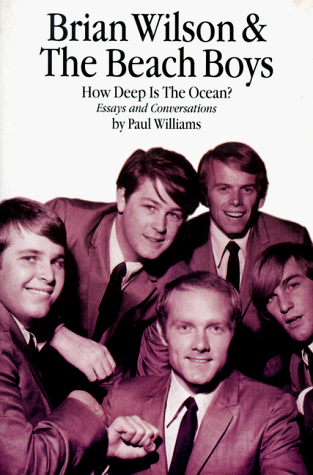 Brian Wilson &
The Beach Boys
How Deep Is The Ocean?
Essays and Conversations
by Paul Williams